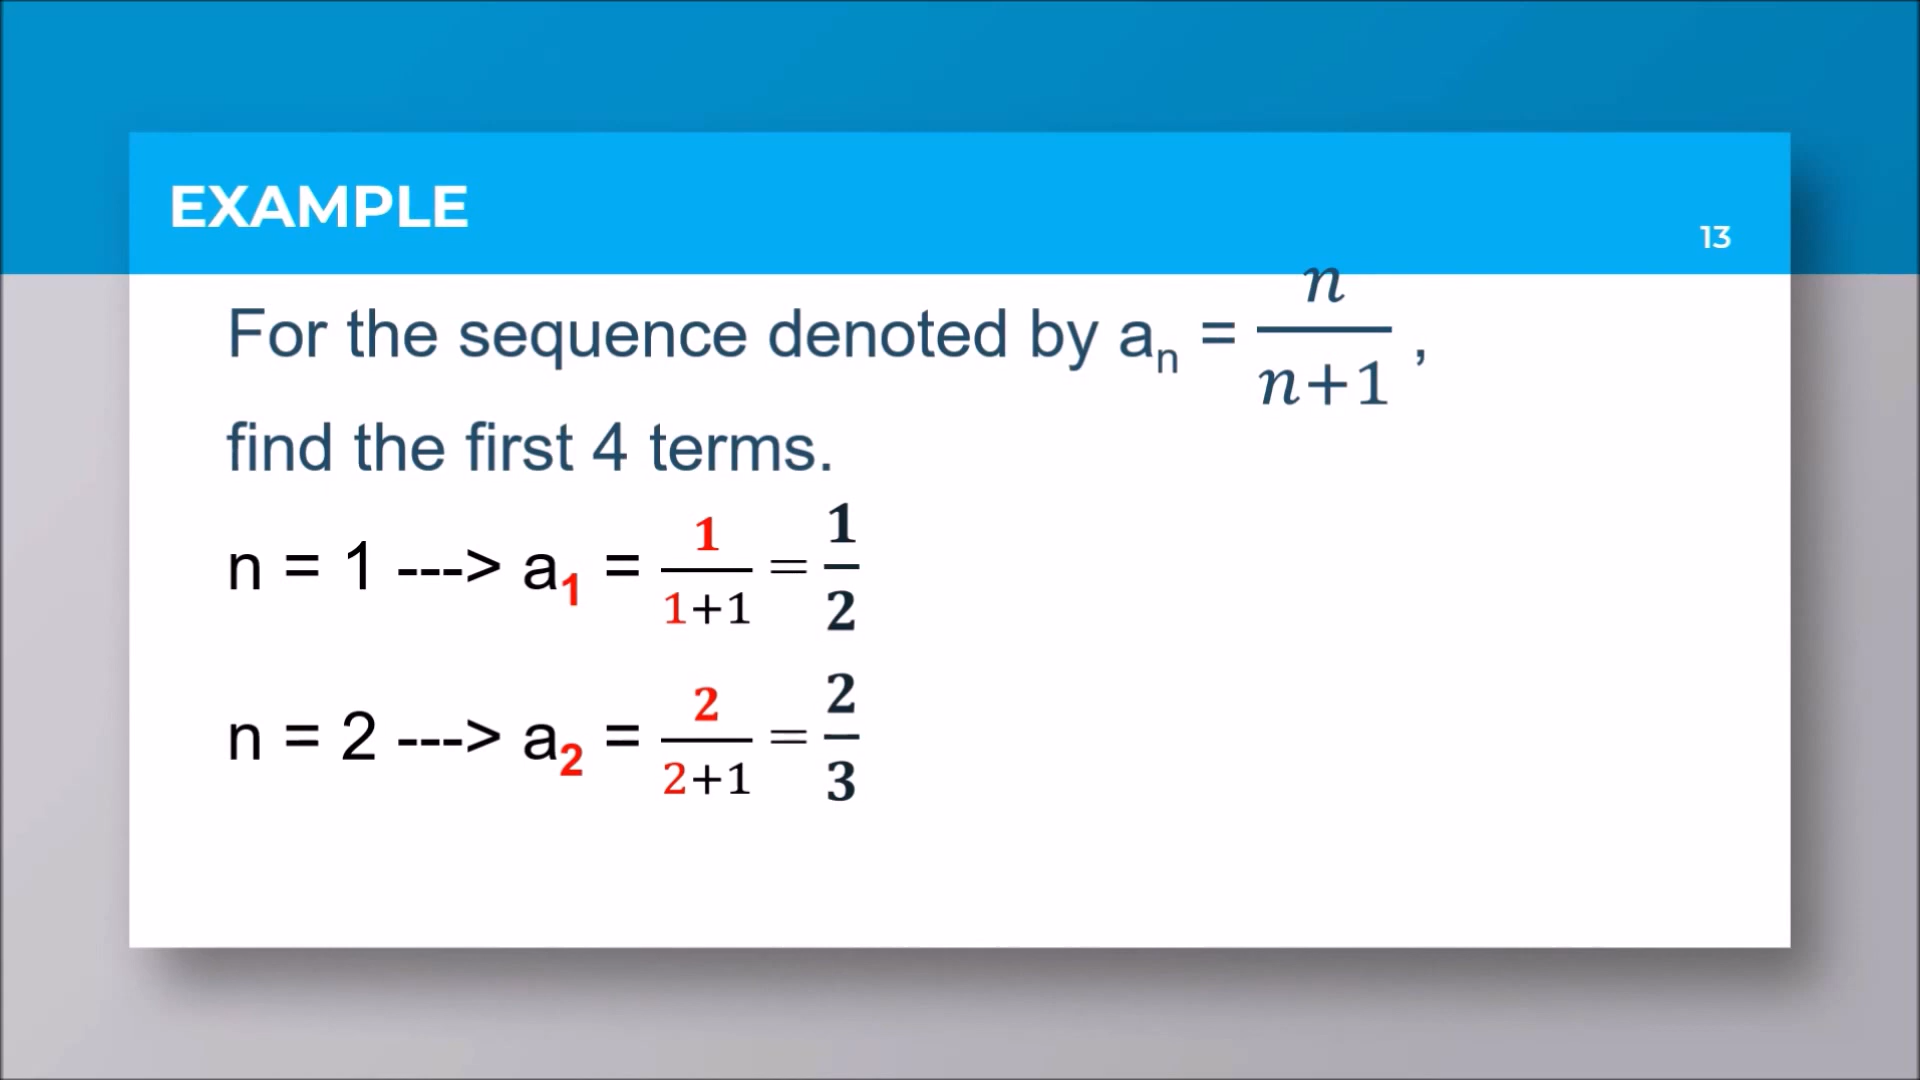 EXAMPLE
13
For the sequence denoted by aₙ = n/n+1 ,
find the first 4 terms.
n = 1 ---> a₁ = 1/1+1 = 1/2
n = 2 ---> a₂ = 2/2+1 = 2/3